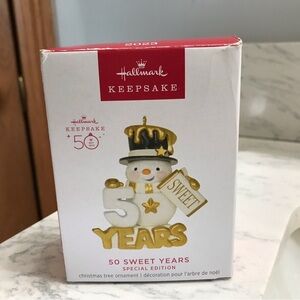 2023
Hallmark
KEEPSAKE
Hallmark
KEEPSAKE
50
SWEET
50
YEARS
50 SWEET YEARS
SPECIAL EDITION
christmas tree ornament | décoration pour l'arbre de noël